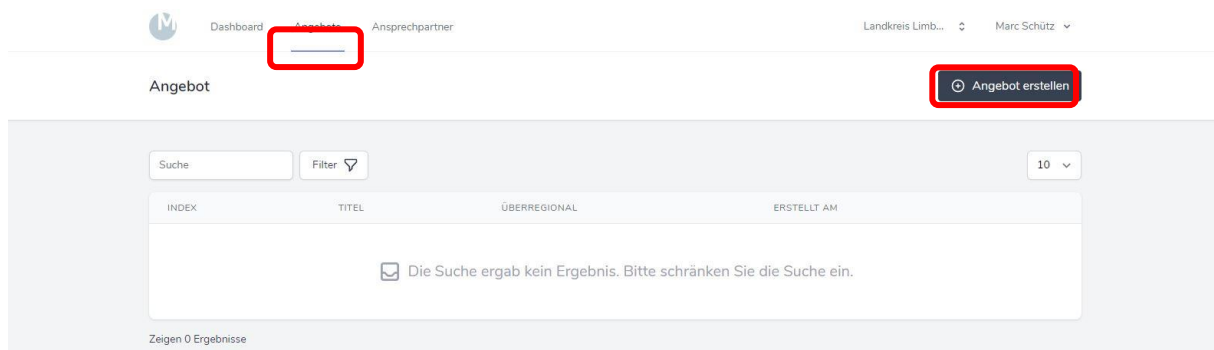 M Dashboard Angebote Ansprechpartner Landkreis Limb... Marc Schütz
Angebot Angebot erstellen
Suche Filter 10
INDEX TITEL ÜBERREGIONAL ERSTELLT AM
Die Suche ergab kein Ergebnis. Bitte schränken Sie die Suche ein.
Zeigen 0 Ergebnisse